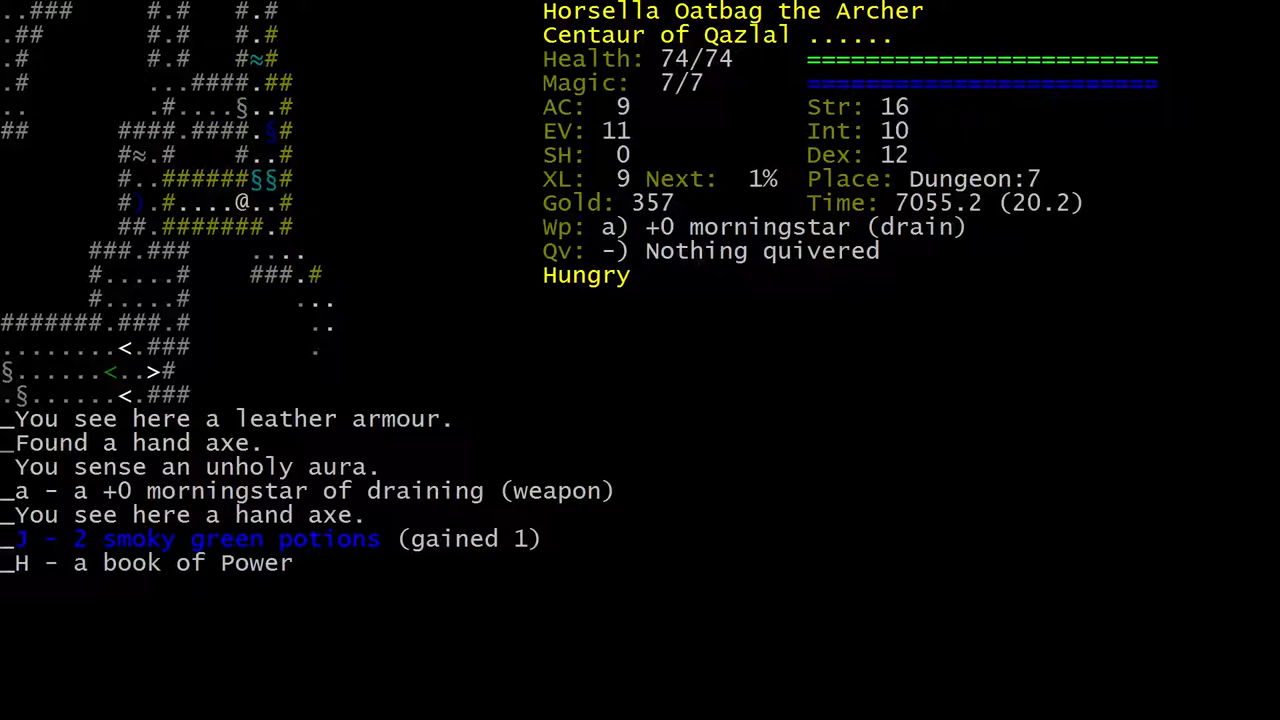 Horsella Oatbag the Archer
Centaur of Qazlal ......
Health: 74/74 ========================
Magic: 7/7 ========================
AC: 9 Str: 16
EV: 11 Int: 10
SH: 0 Dex: 12
XL: 9 Next: 1% Place: Dungeon:7
Gold: 357 Time: 7055.2 (20.2)
Wp: a) +0 morningstar (drain)
Qv: -) Nothing quivered
Hungry
_You see here a leather armour.
_Found a hand axe.
You sense an unholy aura.
_a - a +0 morningstar of draining (weapon)
_You see here a hand axe.
_J - 2 smoky green potions (gained 1)
_H - a book of Power